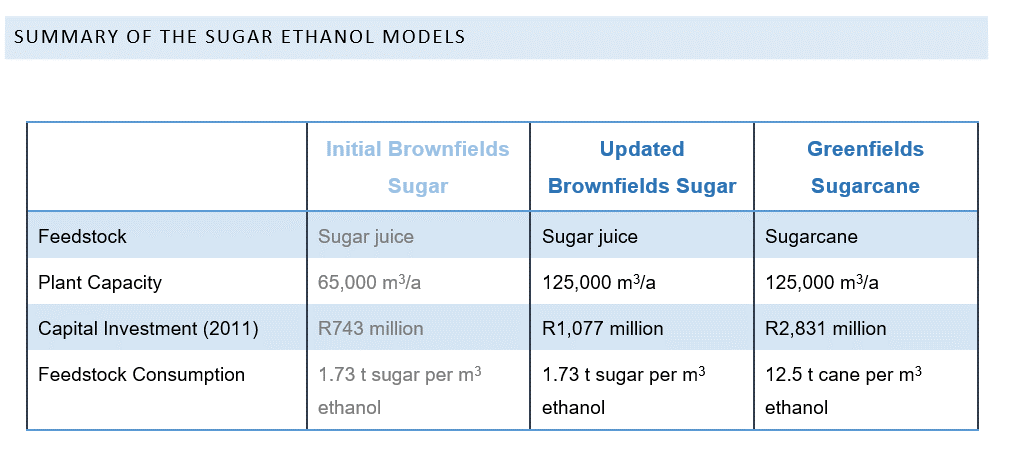 SUMMARY OF THE SUGAR ETHANOL MODELS
Initial Brownfields Sugar
Updated Brownfields Sugar
Greenfields Sugarcane
Feedstock
Sugar juice
Sugar juice
Sugarcane
Plant Capacity
65,000 m³/a
125,000 m³/a
125,000 m³/a
Capital Investment (2011)
R743 million
R1,077 million
R2,831 million
Feedstock Consumption
1.73 t sugar per m³
ethanol
1.73 t sugar per m³
ethanol
12.5 t cane per m³
ethanol